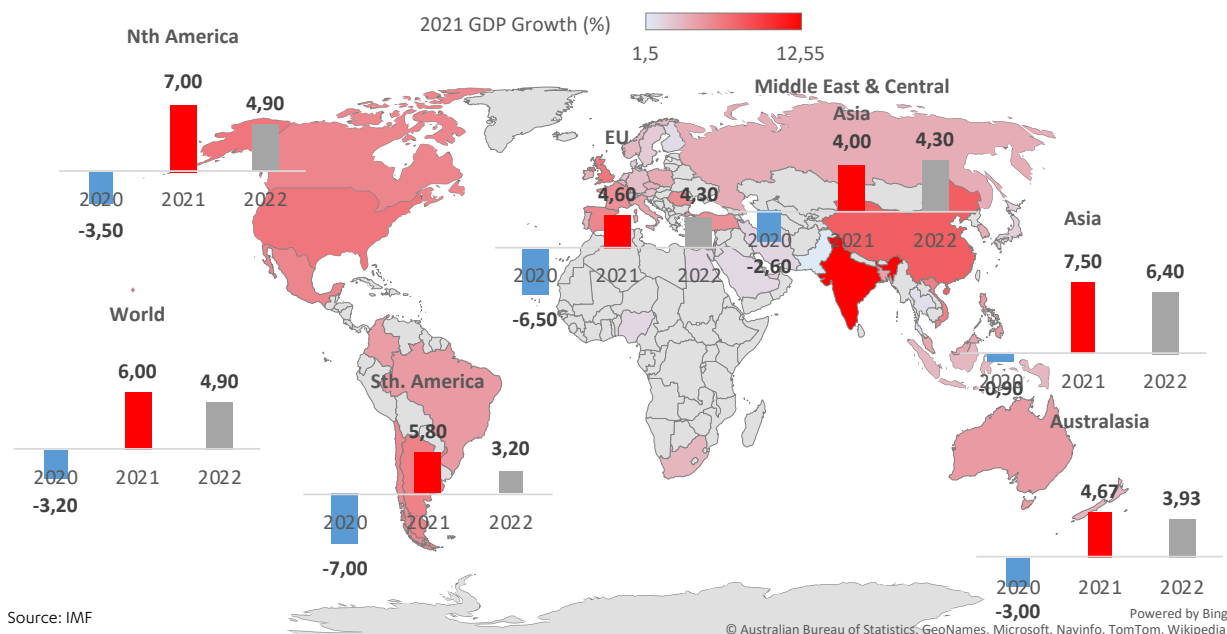 2021 GDP Growth (%)
1,5 12,55
Nth America
7,00
4,90
2020 2021 2022
-3,50
Middle East & Central
Asia
4,00 4,30
2020 2021 2022
-2,60
EU
4,60 4,30
2020 2021 2022
-6,50
Asia
7,50
6,40
2020 2021 2022
-0,90
World
6,00
4,90
2020 2021 2022
-3,20
Sth. America
5,80
3,20
2020 2021 2022
-7,00
Australasia
4,67
3,93
2020 2021 2022
-3,00
Source: IMF
Powered by Bing
© Australian Bureau of Statistics, GeoNames, Microsoft, Navinfo, TomTom, Wikipedia